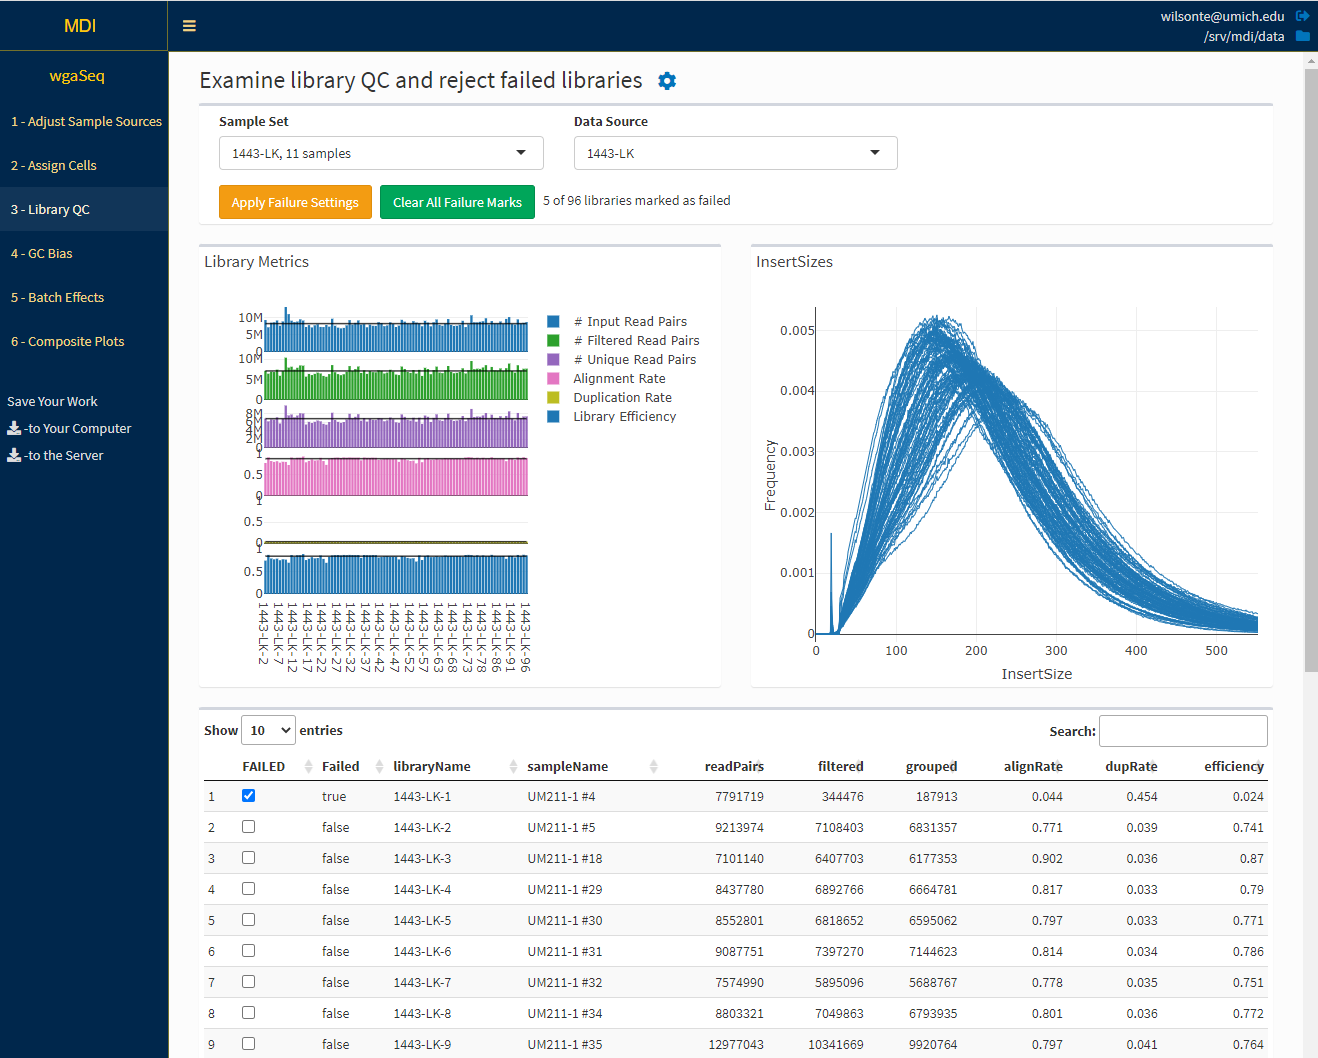 MDI
wilsonte@umich.edu
/srv/mdi/data
wgaSeq
1 - Adjust Sample Sources
2 - Assign Cells
3 - Library QC
4 - GC Bias
5 - Batch Effects
6 - Composite Plots
Save Your Work
-to Your Computer
-to the Server
Examine library QC and reject failed libraries
Sample Set
1443-LK, 11 samples
Data Source
1443-LK
Apply Failure Settings
Clear All Failure Marks
5 of 96 libraries marked as failed
Library Metrics
10M
5M
0
10M
5M
0
8M
6M
4M
2M
0
1
0.5
0
1
0.5
0
1
0.5
0
1443-LK-2
1443-LK-7
1443-LK-12
1443-LK-17
1443-LK-22
1443-LK-27
1443-LK-32
1443-LK-37
1443-LK-42
1443-LK-47
1443-LK-52
1443-LK-57
1443-LK-63
1443-LK-68
1443-LK-73
1443-LK-78
1443-LK-86
1443-LK-91
1443-LK-96
# Input Read Pairs
# Filtered Read Pairs
# Unique Read Pairs
Alignment Rate
Duplication Rate
Library Efficiency
InsertSizes
Frequency
0.005
0.004
0.003
0.002
0.001
0
0 100 200 300 400 500
InsertSize
Show 10 entries
Search:
FAILED Failed libraryName sampleName readPairs filtered grouped alignRate dupRate efficiency
1 true 1443-LK-1 UM211-1 #4 7791719 344476 187913 0.044 0.454 0.024
2 false 1443-LK-2 UM211-1 #5 9213974 7108403 6831357 0.771 0.039 0.741
3 false 1443-LK-3 UM211-1 #18 7101140 6407703 6177353 0.902 0.036 0.87
4 false 1443-LK-4 UM211-1 #29 8437780 6892766 6664781 0.817 0.033 0.79
5 false 1443-LK-5 UM211-1 #30 8552801 6818652 6595062 0.797 0.033 0.771
6 false 1443-LK-6 UM211-1 #31 9087751 7397270 7144623 0.814 0.034 0.786
7 false 1443-LK-7 UM211-1 #32 7574990 5895096 5688767 0.778 0.035 0.751
8 false 1443-LK-8 UM211-1 #34 8803321 7049863 6793935 0.801 0.036 0.772
9 false 1443-LK-9 UM211-1 #35 12977043 10341669 9920764 0.797 0.041 0.764